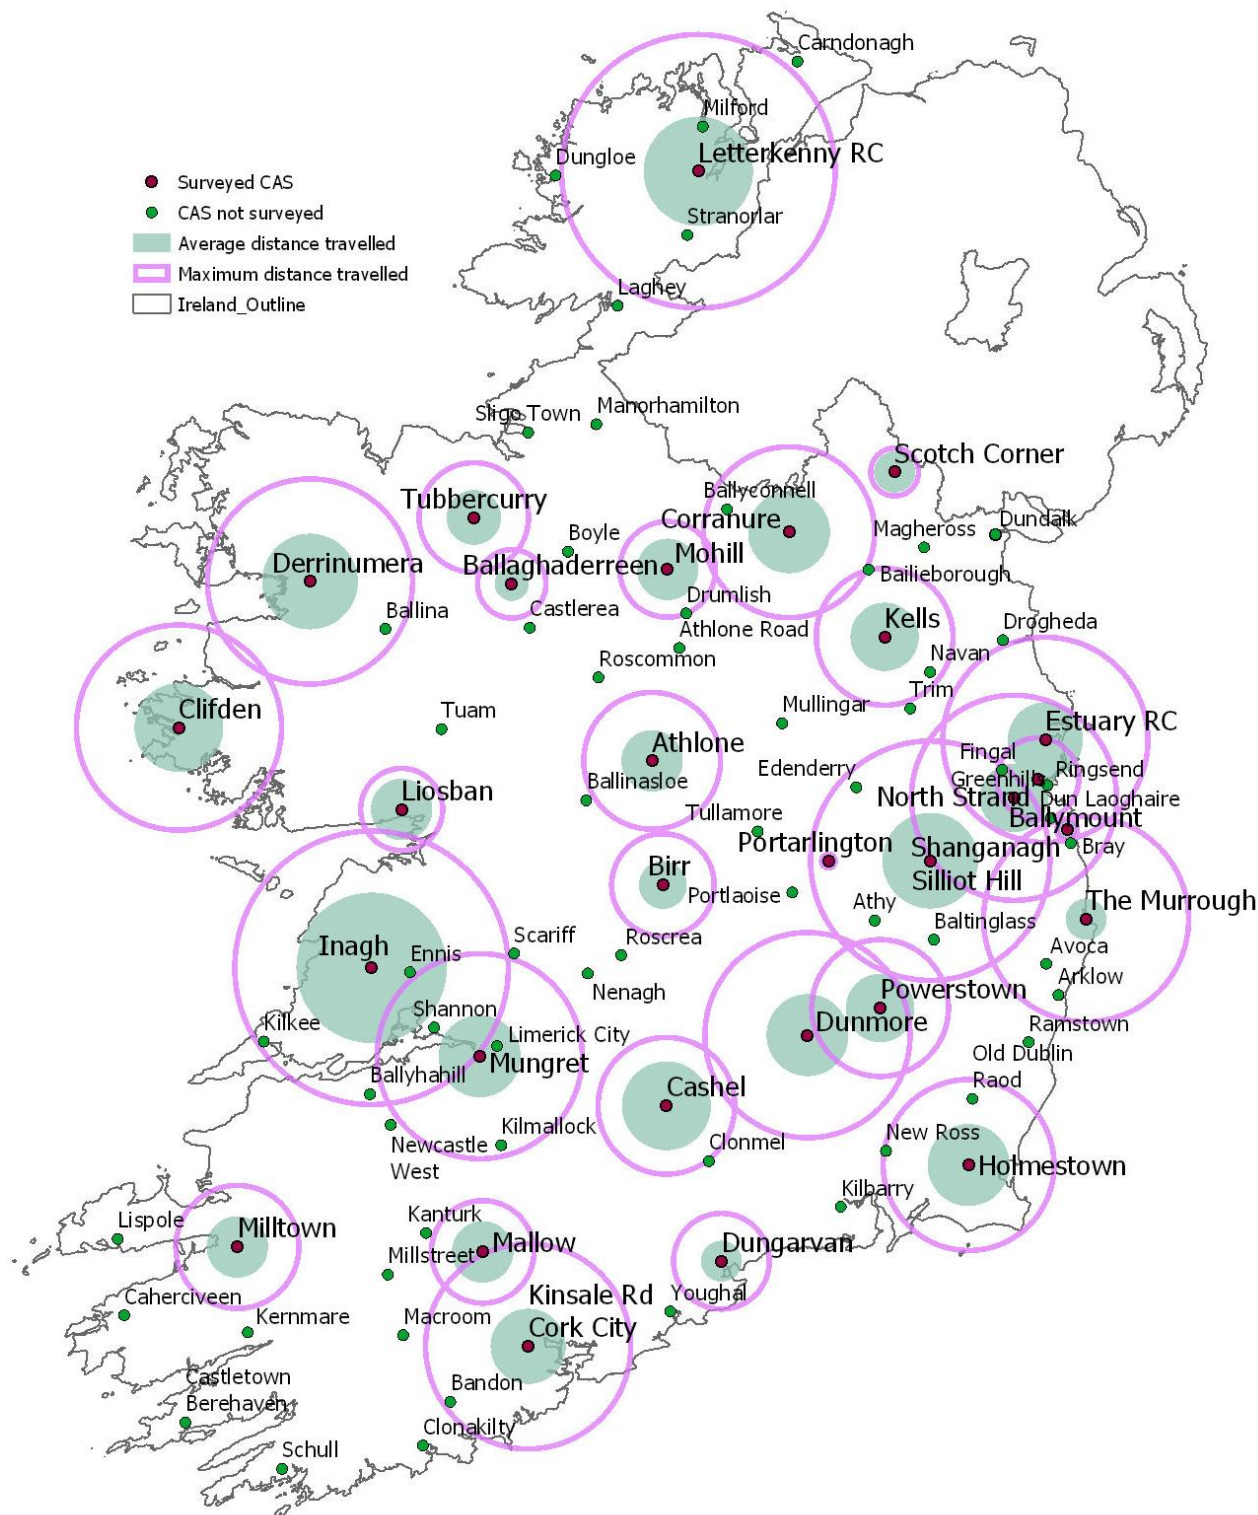 Carndonagh
Milford
Letterkenny RC
Dungloe
Surveyed CAS
CAS not surveyed
Average distance travelled
Maximum distance travelled
Ireland_Outline
Stranorlar
Laghey
Manorhamilton
Sligo Town
Scotch Corner
Tubbercurry
Ballyconnell
Corranure
Magheross
Dundalk
Boyle
Mohill
Derrinumera
Ballaghaderreen
Bailieborough
Ballina
Castlerea
Drumlish
Kells
Drogheda
Athlone Road
Roscommon
Navan
Trim
Clifden
Tuam
Mullingar
Estuary RC
Athlone
Fingal
Edenderry
Ballinasloe
Greenhill
Ringsend
Liosban
North Strand
Dun Laoghaire
Tullamore
Ballymount
Portarlington
Shanganagh
Bray
Birr
Silliot Hill
Portlaoise
Athy
The Murrough
Baltinglass
Inagh
Ennis
Scariff
Roscrea
Avoca
Nenagh
Arklow
Powerstown
Shannon
Dunmore
Ramstown
Kilkee
Limerick City
Mungret
Old Dublin
Raod
Ballyhahill
Cashel
Kilmallock
Newcastle
West
Clonmel
New Ross
Holmestown
Kilbarry
Lispole
Milltown
Kanturk
Mallow
Dungarvan
Millstreet
Caherciveen
Kernmare
Kinsale Rd
Cork City
Youghal
Macroom
Castletown
Berehaven
Bandon
Clonakilty
Schull